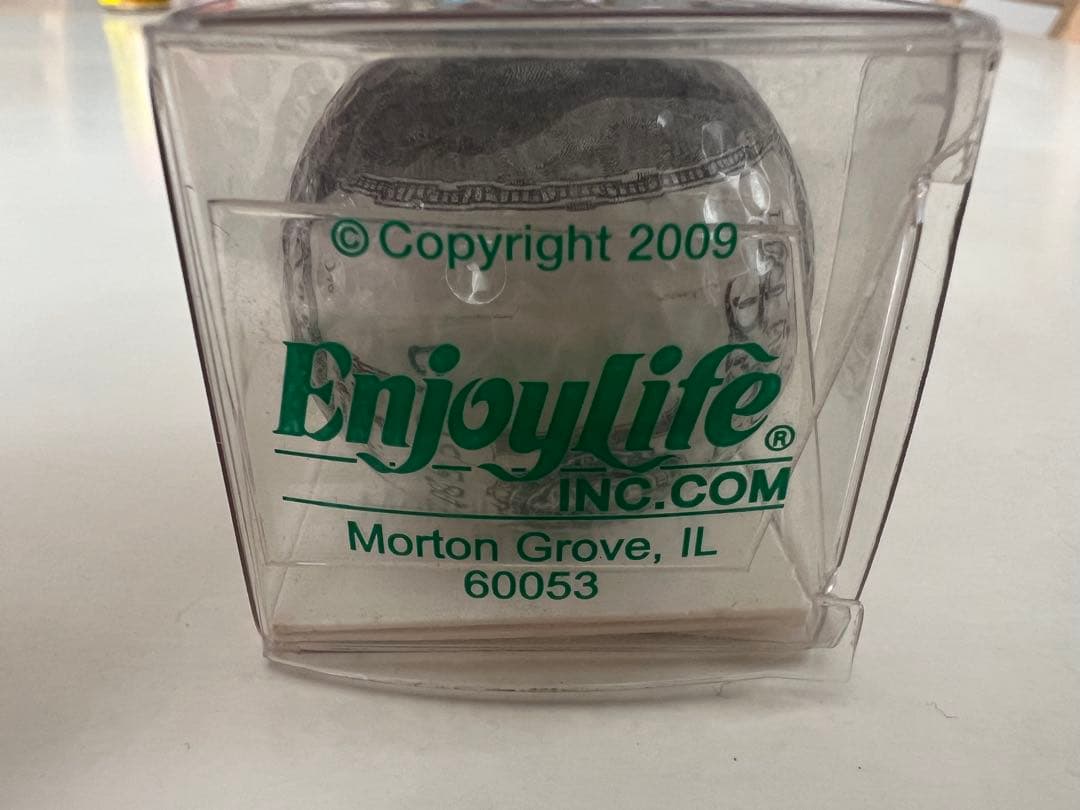 © Copyright 2009
EnjoyLife®
INC.COM
Morton Grove, IL
60053